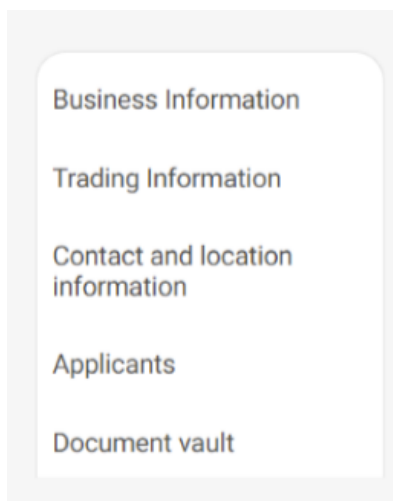 Business Information
Trading Information
Contact and location
information
Applicants
Document vault